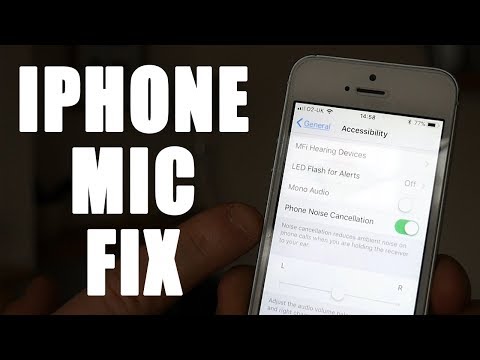 IPHONE
MIC
FIX
O2-UK
14:58
77%
General
Accessibility
MFi Hearing Devices
LED Flash for Alerts
Off
Mono Audio
Phone Noise Cancellation
Noise cancellation reduces ambient noise on
phone calls when you are holding the receiver
to your ear.
L
R
Adjust the audio volume
and right